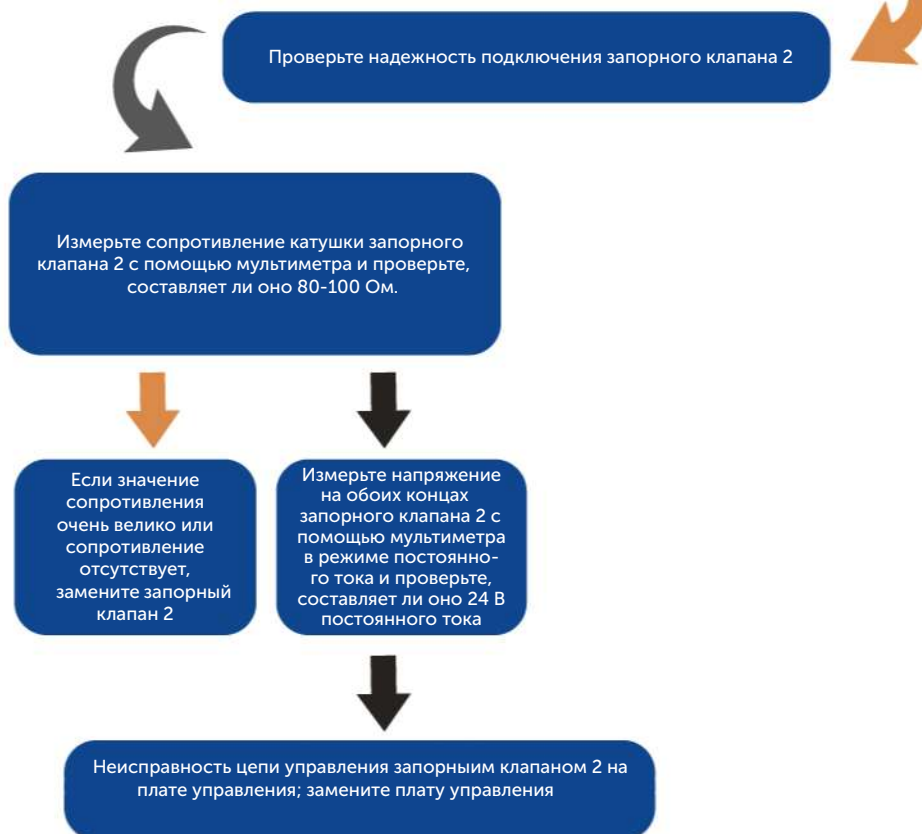 Проверьте надежность подключения запорного клапана 2
Измерьте сопротивление катушки запорного
клапана 2 с помощью мультиметра и проверьте,
составляет ли оно 80-100 Ом.
Если значение
сопротивления
очень велико или
сопротивление
отсутствует,
замените запорный
клапан 2
Измерьте напряжение
на обоих концах
запорного клапана 2 с
помощью мультиметра
в режиме постоянно-
го тока и проверьте,
составляет ли оно 24 В
постоянного тока
Неисправность цепи управления запорныим клапаном 2 на
плате управления; замените плату управления